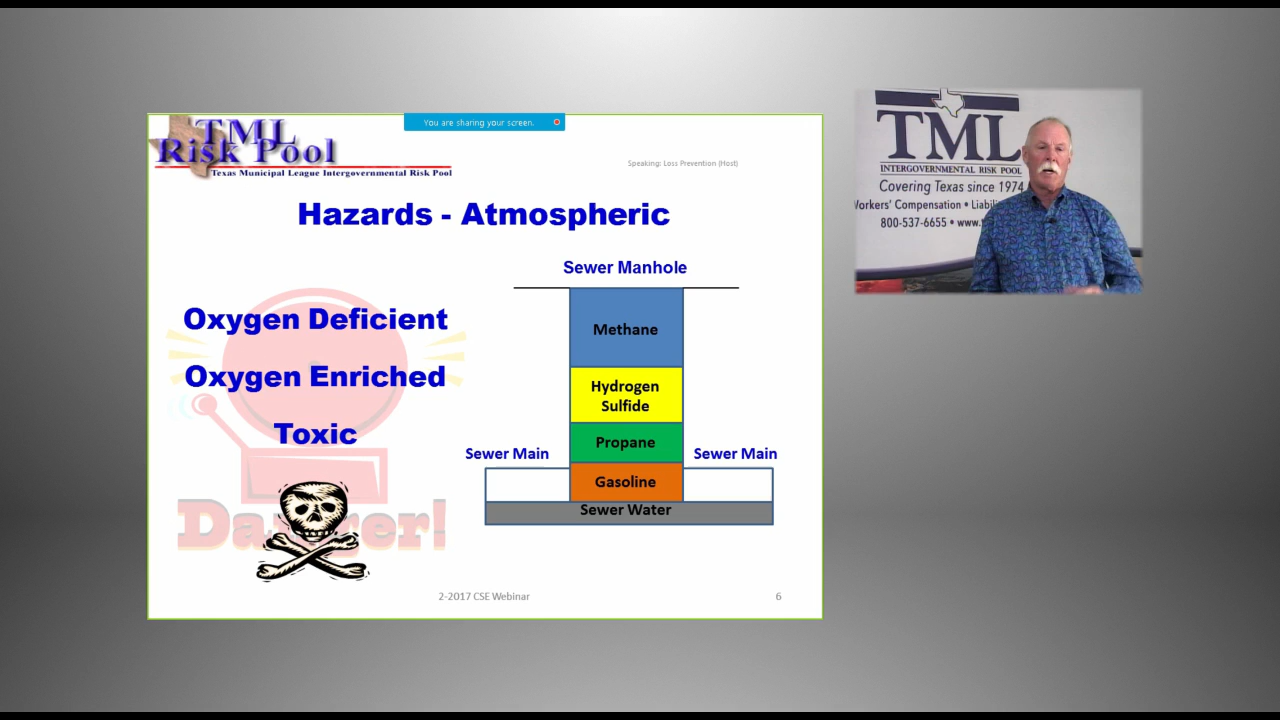 TML
Risk Pool
Texas Municipal League Intergovernmental Risk Pool
You are sharing your screen.
Speaking: Loss Prevention (Host)
Hazards - Atmospheric
Oxygen Deficient
Oxygen Enriched
Toxic
Danger!
Sewer Manhole
Methane
Hydrogen
Sulfide
Propane
Gasoline
Sewer Main
Sewer Main
Sewer Water
2-2017 CSE Webinar
6
TML
INTERGOVERNMENTAL RISK POOL
Covering Texas since 1974
Workers' Compensation •
800-537-6655 • www.